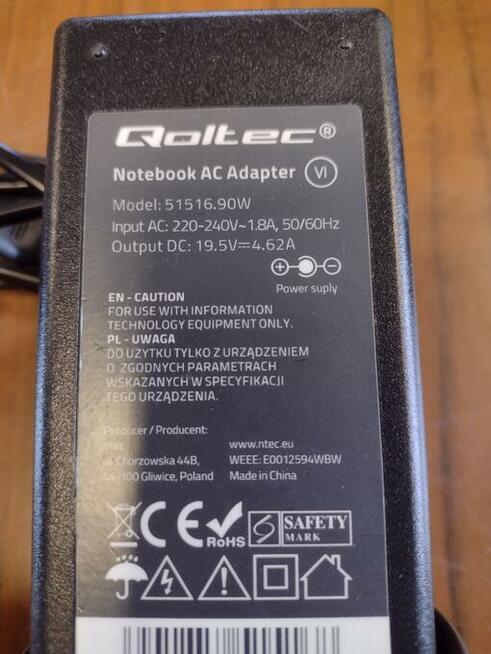 Qoltec®
Notebook AC Adapter VI
Model: 51516.90W
Input AC: 220-240V~1.8A, 50/60Hz
Output DC: 19.5V⎓4.62A
Power suply
EN - CAUTION
FOR USE WITH INFORMATION
TECHNOLOGY EQUIPMENT ONLY.
PL - UWAGA
DO UŻYTKU TYLKO Z URZĄDZENIEM
O ZGODNYCH PARAMETRACH
WSKAZANYCH W SPECYFIKACJI
TEGO URZĄDZENIA.
Producer / Producent:
ntec
ul. Chorzowska 44B,
44-100 Gliwice, Poland
www.ntec.eu
WEEE: E0012594WBW
Made in China
CE RoHS S SAFETY
MARK